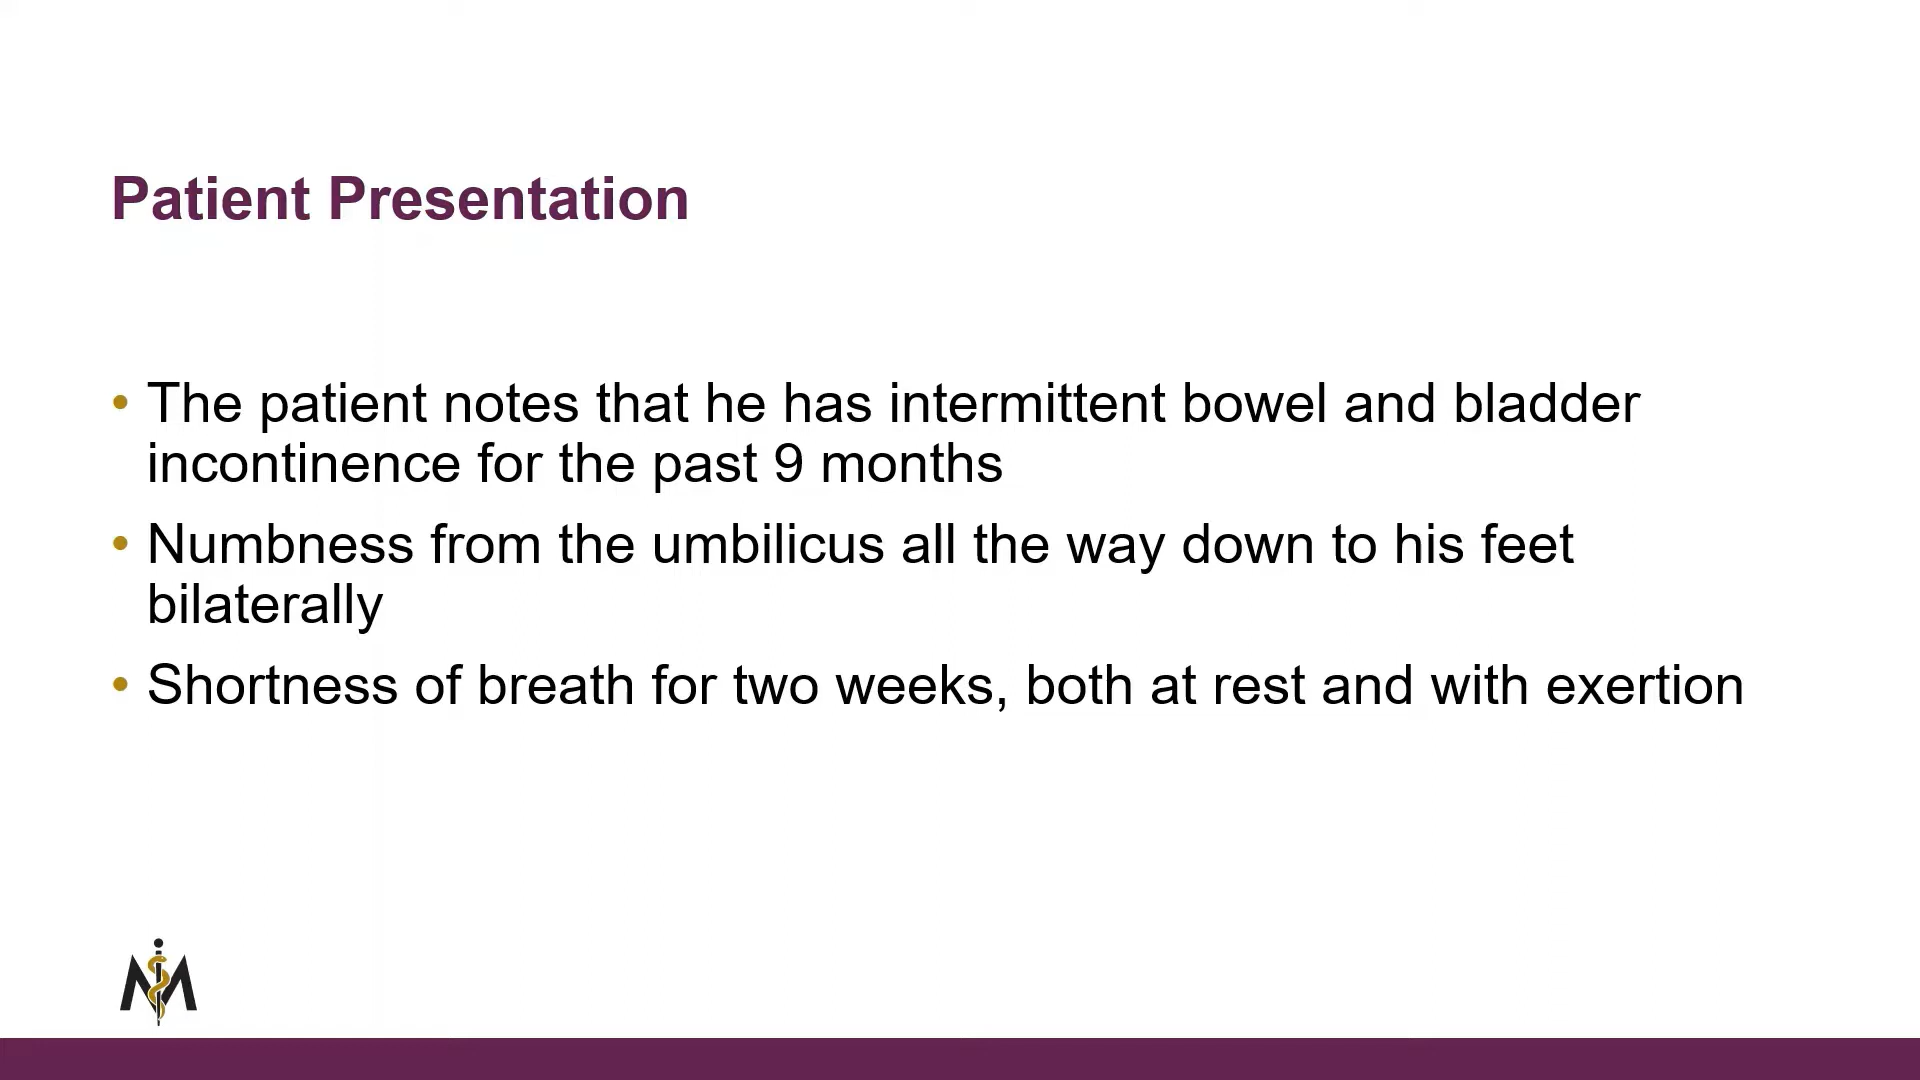 Patient Presentation
• The patient notes that he has intermittent bowel and bladder
incontinence for the past 9 months
• Numbness from the umbilicus all the way down to his feet
bilaterally
• Shortness of breath for two weeks, both at rest and with exertion